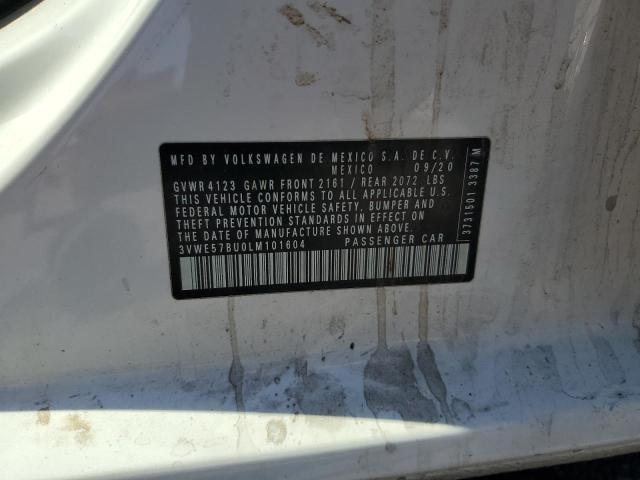 MFD BY VOLKSWAGEN DE MEXICO S.A. DE C.V.
MEXICO 09/20
GVWR 4123 GAWR FRONT 2161 / REAR 2072 LBS
THIS VEHICLE CONFORMS TO ALL APPLICABLE U.S.
FEDERAL MOTOR VEHICLE SAFETY, BUMPER AND
THEFT PREVENTION STANDARDS IN EFFECT ON
THE DATE OF MANUFACTURE SHOWN ABOVE.
3VWE57BU0LM101604 PASSENGER CAR
3731501 3387 M